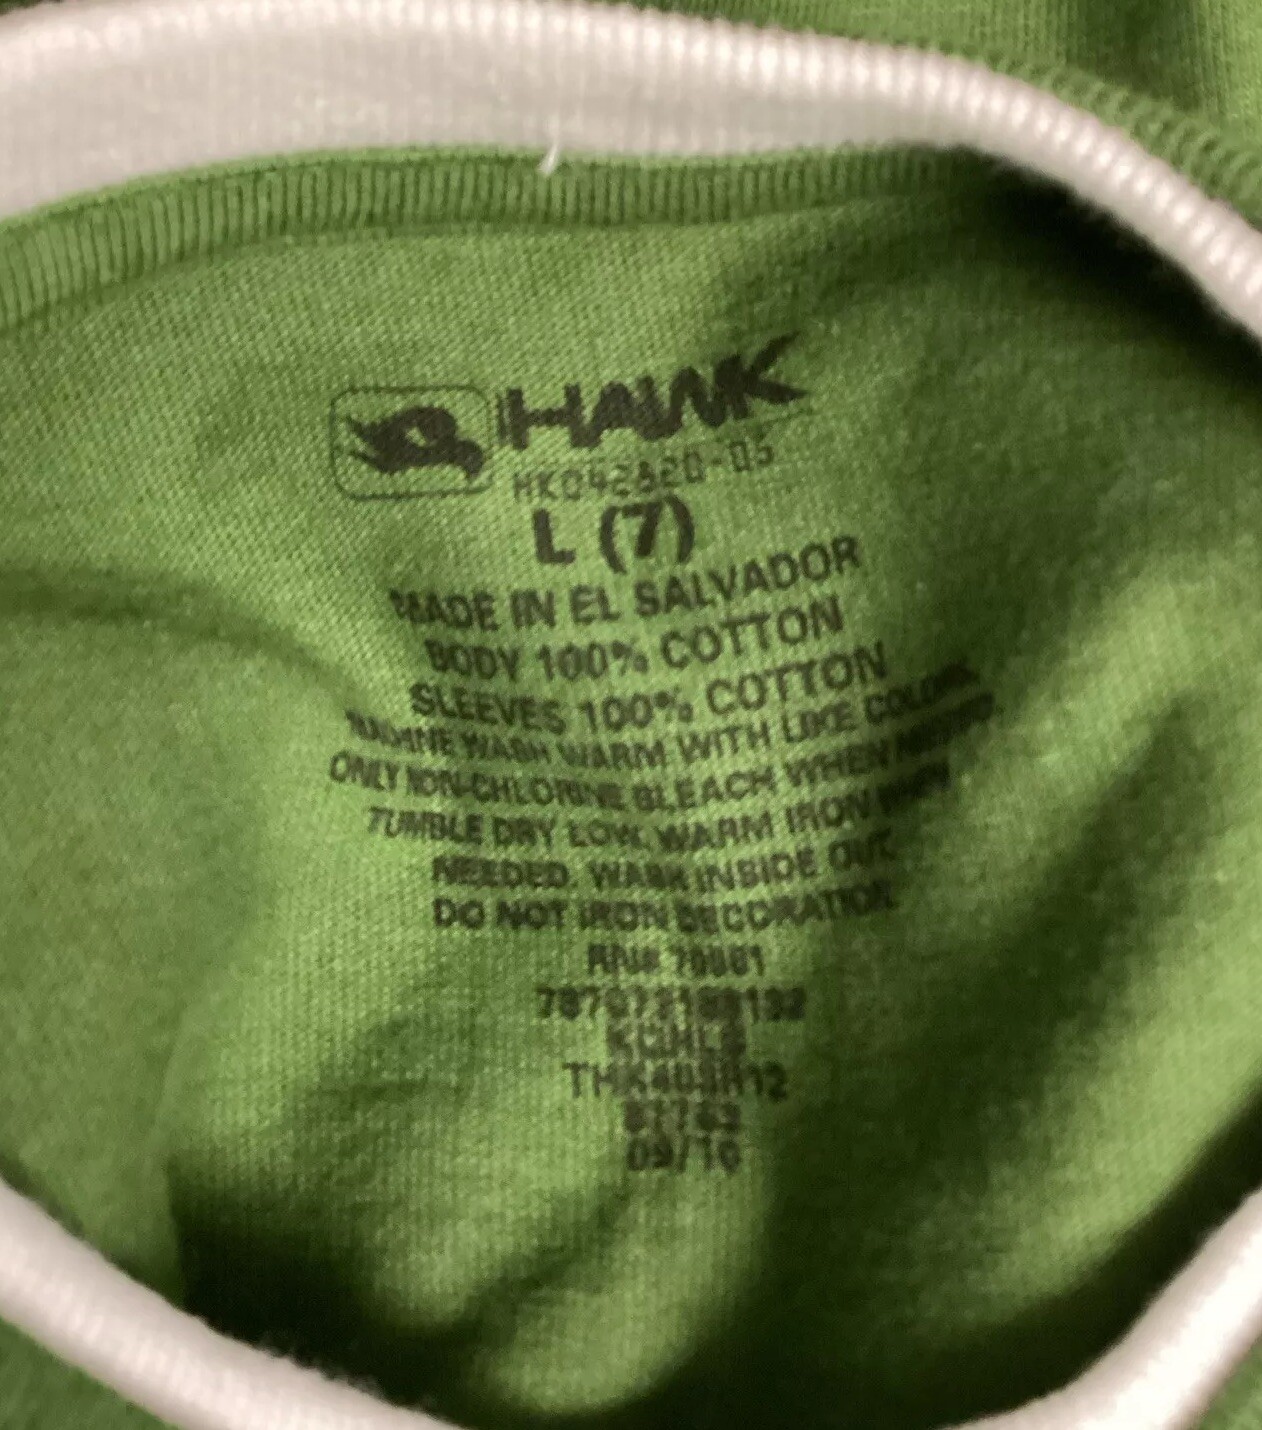 HAWK
HK042820-05
L (7)
MADE IN EL SALVADOR
BODY 100% COTTON
SLEEVES 100% COTTON
WASH WARM WITH LIKE COLORS.
ONLY NON-CHLORINE BLEACH WHEN
TUMBLE DRY LOW. WARM IRON WHEN
NEEDED. WASH INSIDE OUT.
DO NOT IRON DECORATION.
KOHLS
09/10